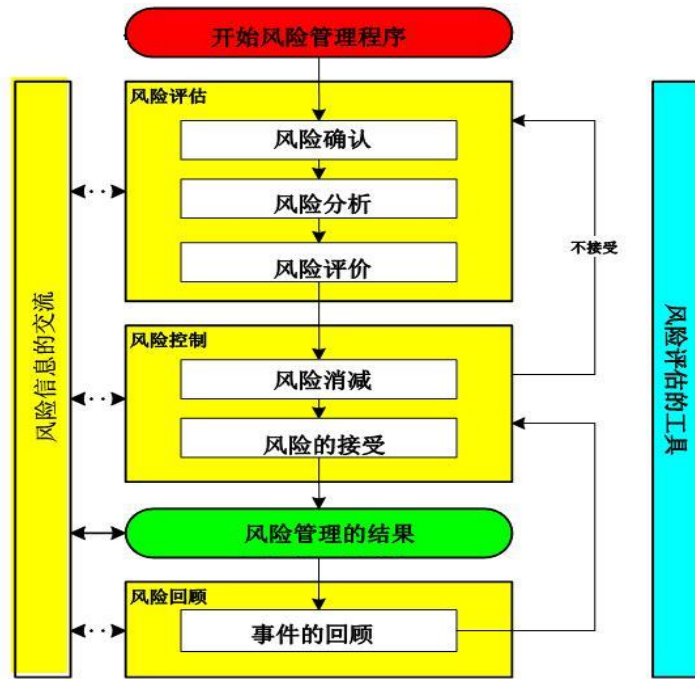 开始风险管理程序
风险评估
风险确认
风险分析
风险评价
不接受
风险控制
风险消减
风险的接受
风险管理的结果
风险回顾
事件的回顾
风险信息的交流
风险评估的工具